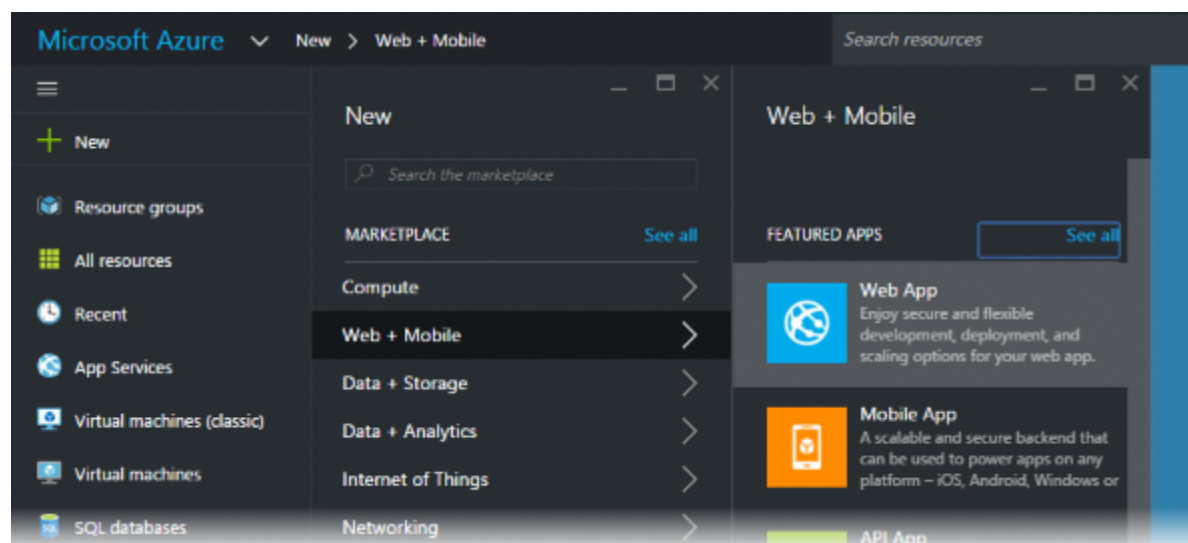 Microsoft Azure New > Web + Mobile Search resources
New
Resource groups
All resources
Recent
App Services
Virtual machines (classic)
Virtual machines
SQL databases
New
Search the marketplace
MARKETPLACE See all
Compute
Web + Mobile
Data + Storage
Data + Analytics
Internet of Things
Networking
Web + Mobile
FEATURED APPS See all
Web App
Enjoy secure and flexible
development, deployment, and
scaling options for your web app.
Mobile App
A scalable and secure backend that
can be used to power apps on any
platform – iOS, Android, Windows or
API App